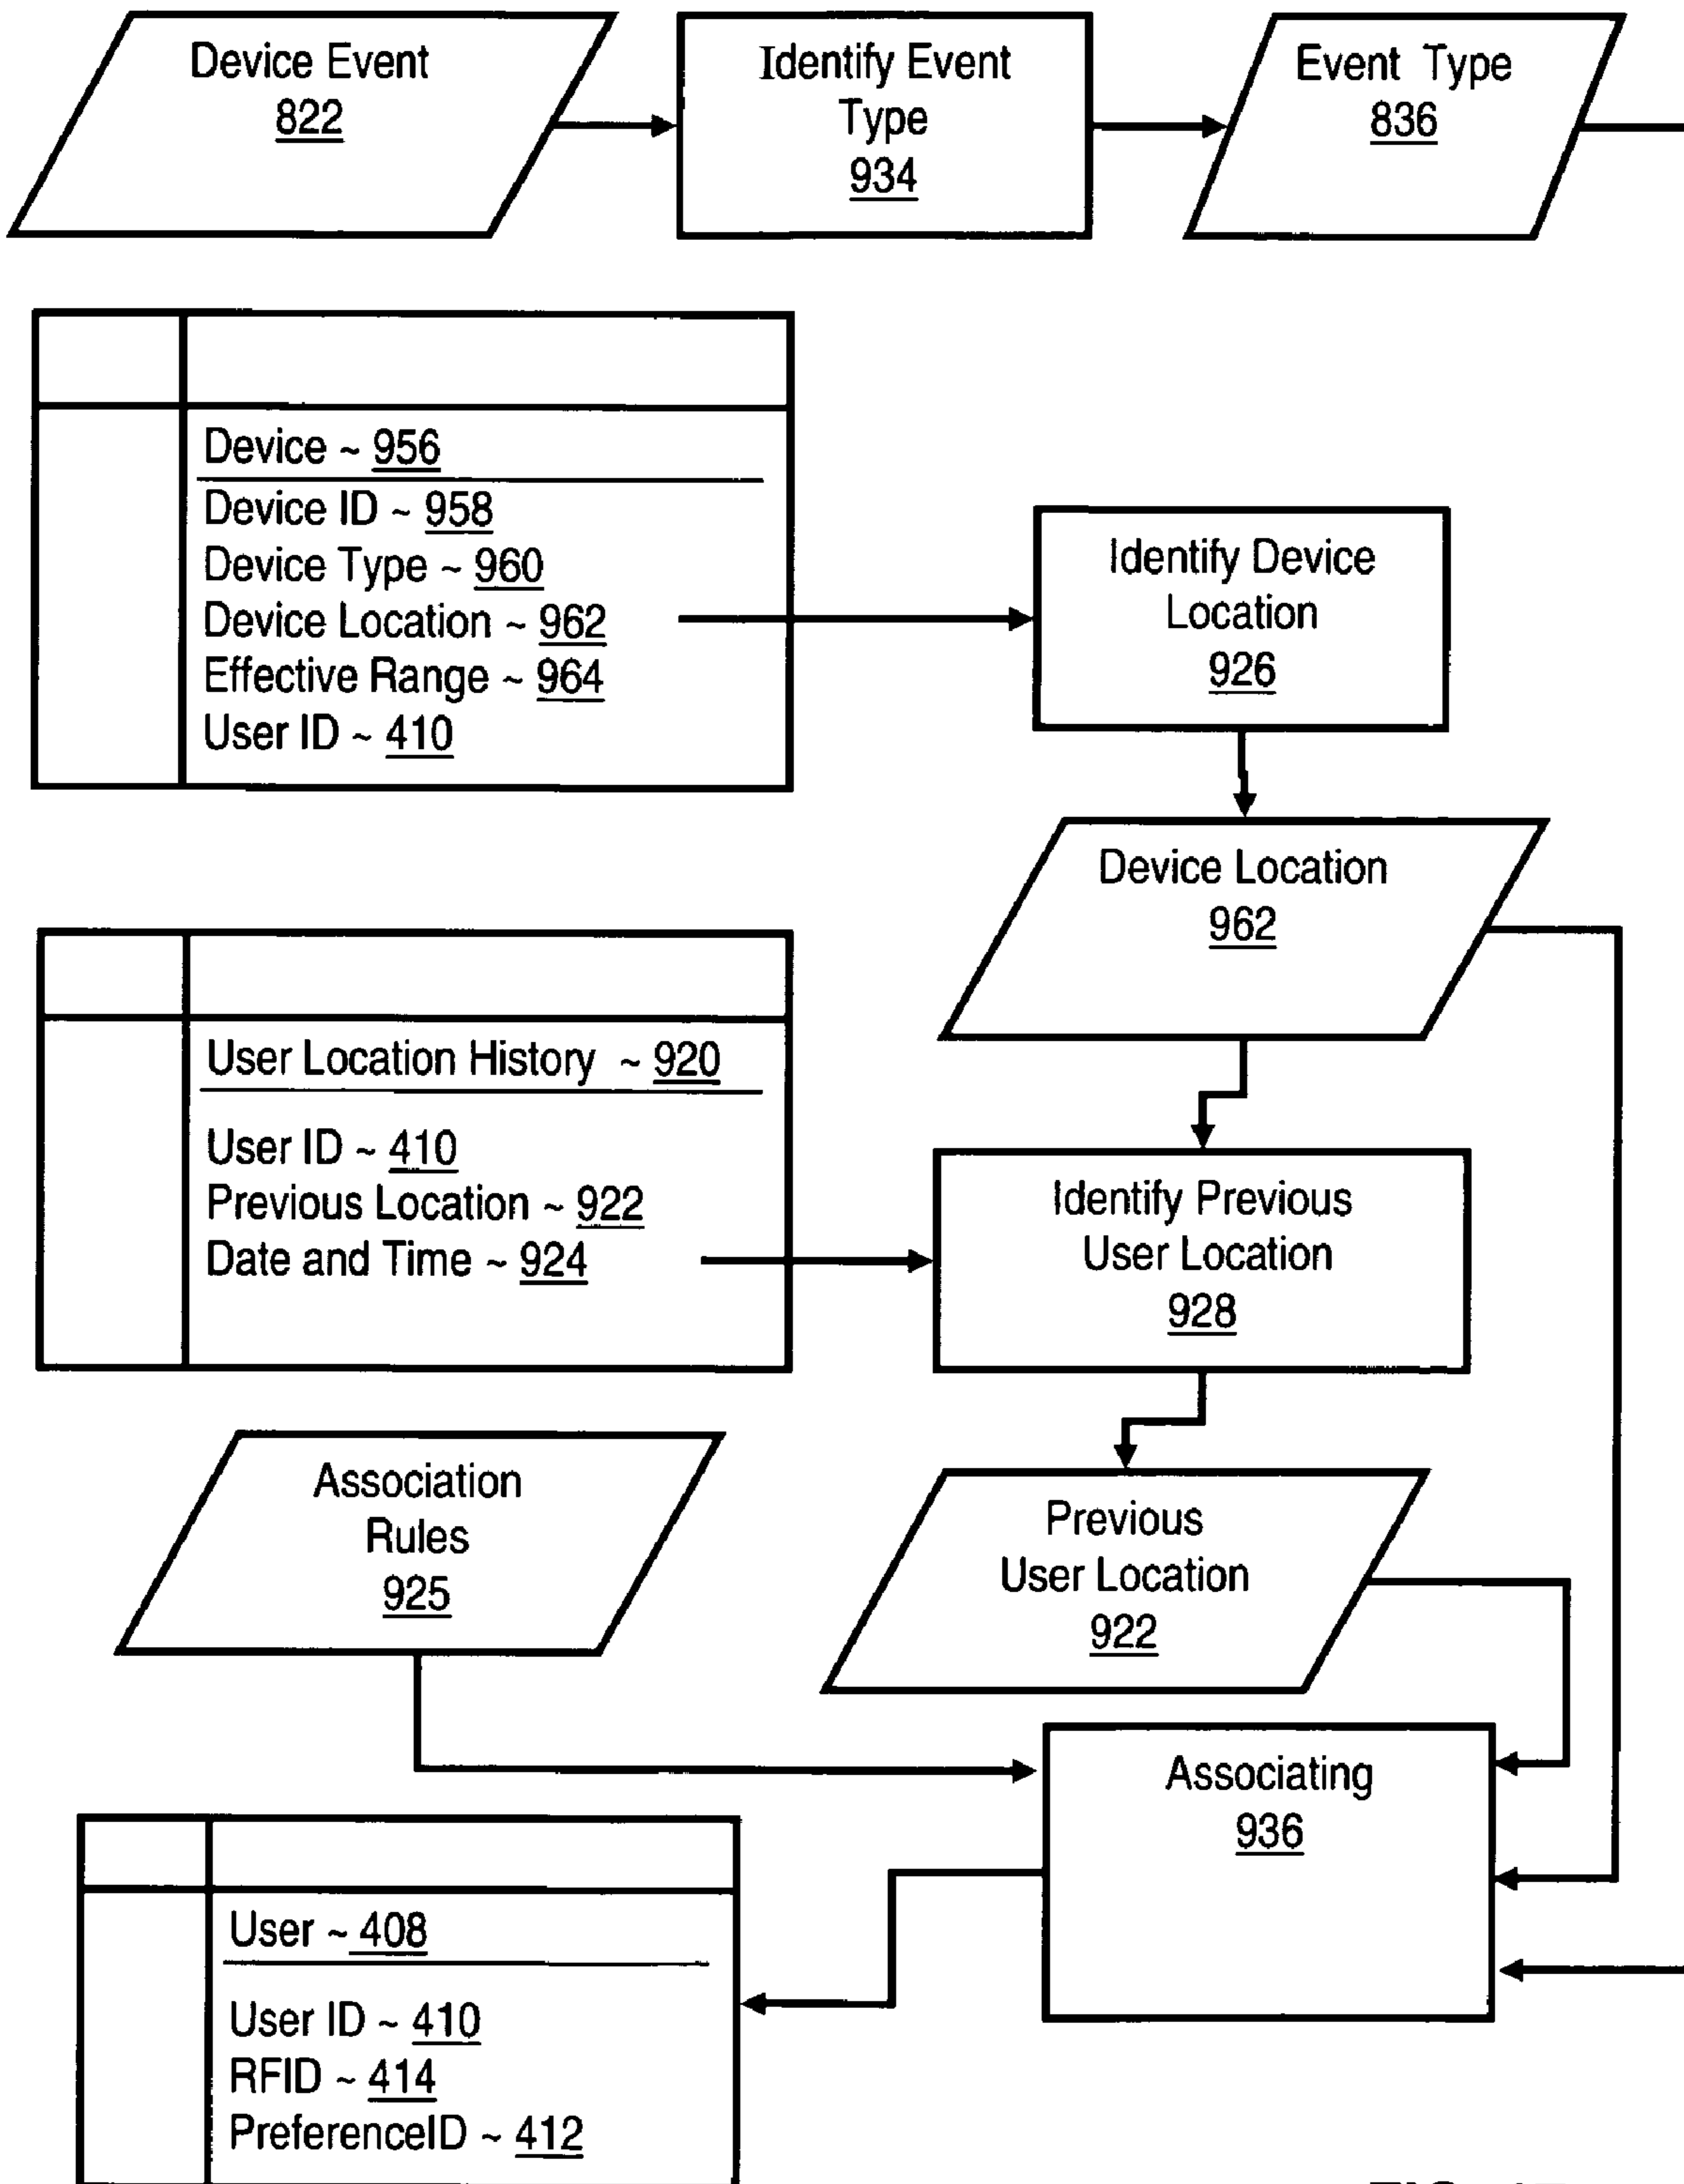 Device Event
822
Identify Event
Type
934
Event Type
836
Device ~ 956
Device ID ~ 958
Device Type ~ 960
Device Location ~ 962
Effective Range ~ 964
User ID ~ 410
Identify Device
Location
926
Device Location
962
User Location History ~ 920
User ID ~ 410
Previous Location ~ 922
Date and Time ~ 924
Identify Previous
User Location
928
Association
Rules
925
Previous
User Location
922
Associating
936
User ~ 408
User ID ~ 410
RFID ~ 414
PreferenceID ~ 412